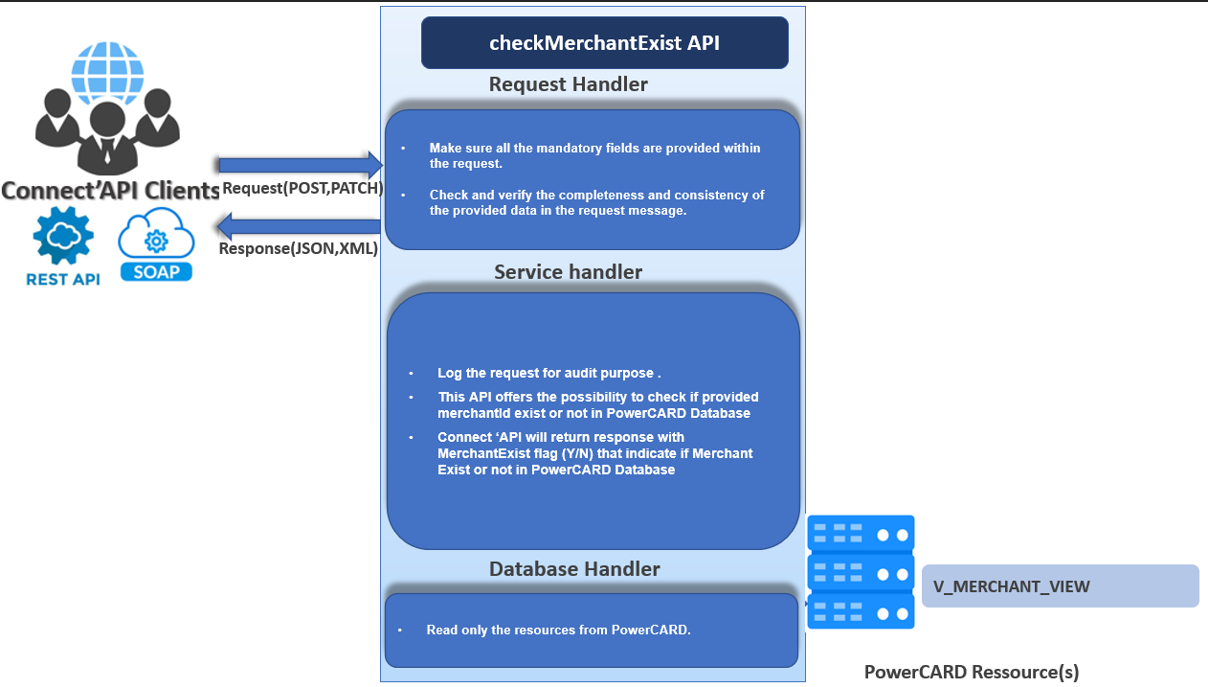 checkMerchantExist API
Request Handler
• Make sure all the mandatory fields are provided within
the request.
• Check and verify the completeness and consistency of
the provided data in the request message.
Connect’API Clients
Request(POST,PATCH)
Response(JSON,XML)
REST API
SOAP
Service handler
• Log the request for audit purpose .
• This API offers the possibility to check if provided
merchantId exist or not in PowerCARD Database
• Connect ‘API will return response with
MerchantExist flag (Y/N) that indicate if Merchant
Exist or not in PowerCARD Database
Database Handler
• Read only the resources from PowerCARD.
V_MERCHANT_VIEW
PowerCARD Ressource(s)